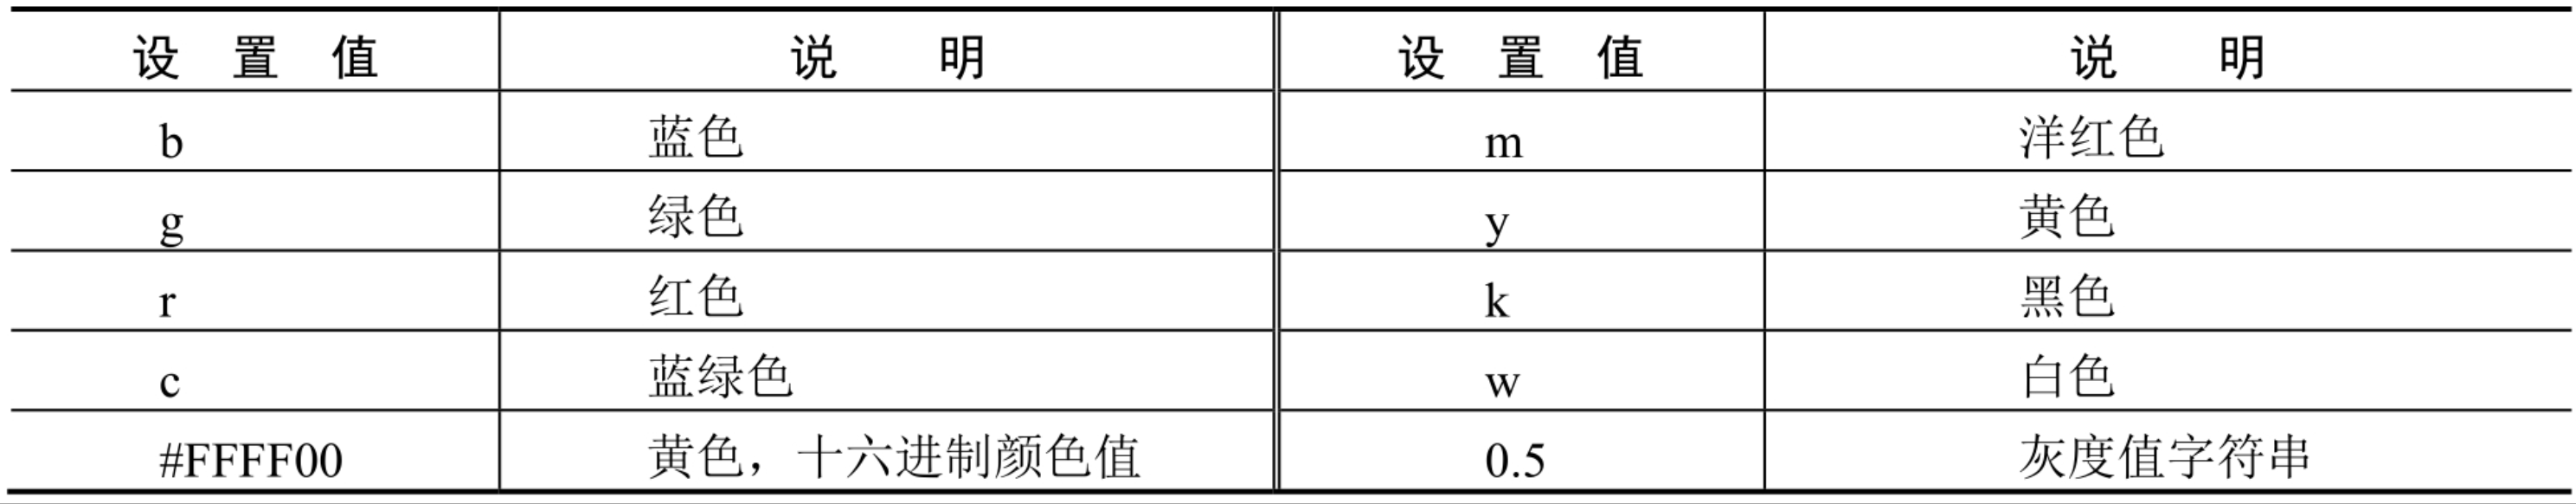 设置值 说明 设置值 说明
b 蓝色 m 洋红色
g 绿色 y 黄色
r 红色 k 黑色
c 蓝绿色 w 白色
#FFFF00 黄色，十六进制颜色值 0.5 灰度值字符串